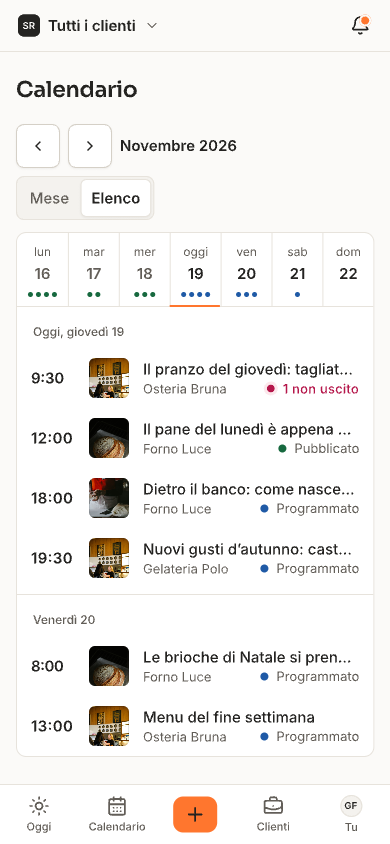 SR Tutti i clienti
Calendario
Novembre 2026
Mese Elenco
lun mar mer oggi ven sab dom
16 17 18 19 20 21 22
Oggi, giovedì 19
9:30 Il pranzo del giovedì: tagliat...
Osteria Bruna 1 non uscito
12:00 Il pane del lunedì è appena ...
Forno Luce Pubblicato
18:00 Dietro il banco: come nasce...
Forno Luce Programmato
19:30 Nuovi gusti d’autunno: cast...
Gelateria Polo Programmato
Venerdì 20
8:00 Le brioche di Natale si pren...
Forno Luce Programmato
13:00 Menu del fine settimana
Osteria Bruna Programmato
GF
Oggi Calendario Clienti Tu